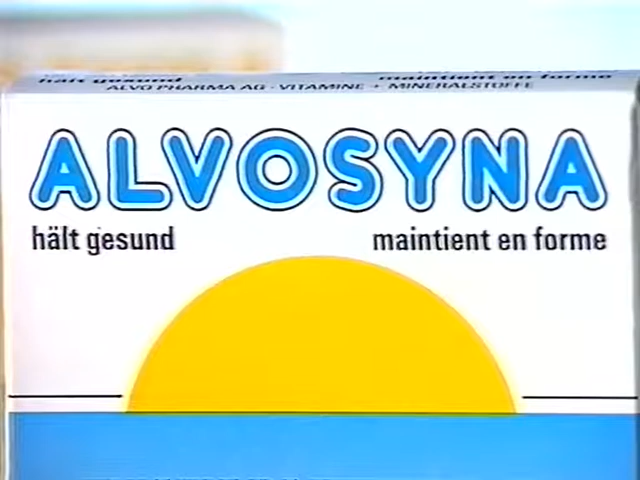 hält gesund maintient en forme
ALVO PHARMA AG · VITAMINE + MINERALSTOFFE
ALVOSYNA
hält gesund maintient en forme